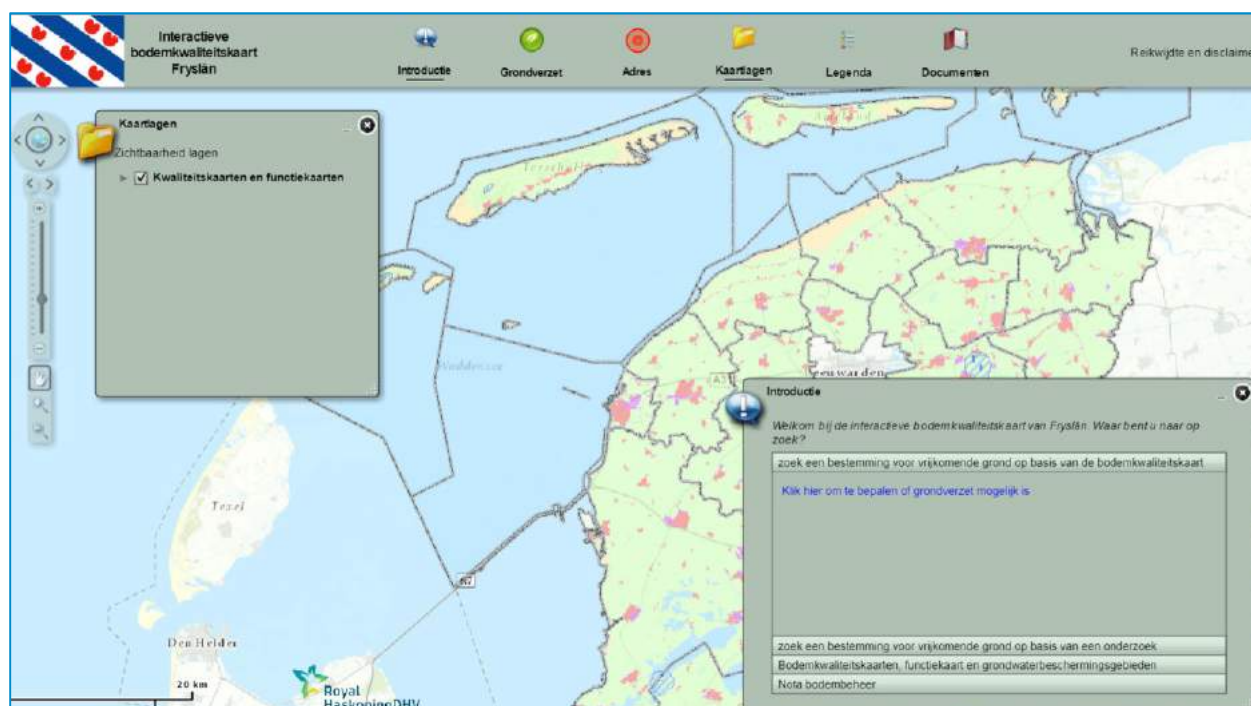 Interactieve
bodemkwaliteitskaart
Fryslân
Introductie
Grondverzet
Adres
Kaartlagen
Legenda
Documenten
Reikwijdte en disclaime
Kaartlagen
Zichtbaarheid lagen
Kwaliteitskaarten en functiekaarten
Waddenzee
Leeuwarden
Texel
Den Helder
20 km
Royal
HaskoningDHV
Introductie
Welkom bij de interactieve bodemkwaliteitskaart van Fryslân. Waar bent u naar op
zoek?
zoek een bestemming voor vrijkomende grond op basis van de bodemkwaliteitskaart
Klik hier om te bepalen of grondverzet mogelijk is
zoek een bestemming voor vrijkomende grond op basis van een onderzoek
Bodemkwaliteitskaarten, functiekaart en grondwaterbeschermingsgebieden
Nota bodembeheer